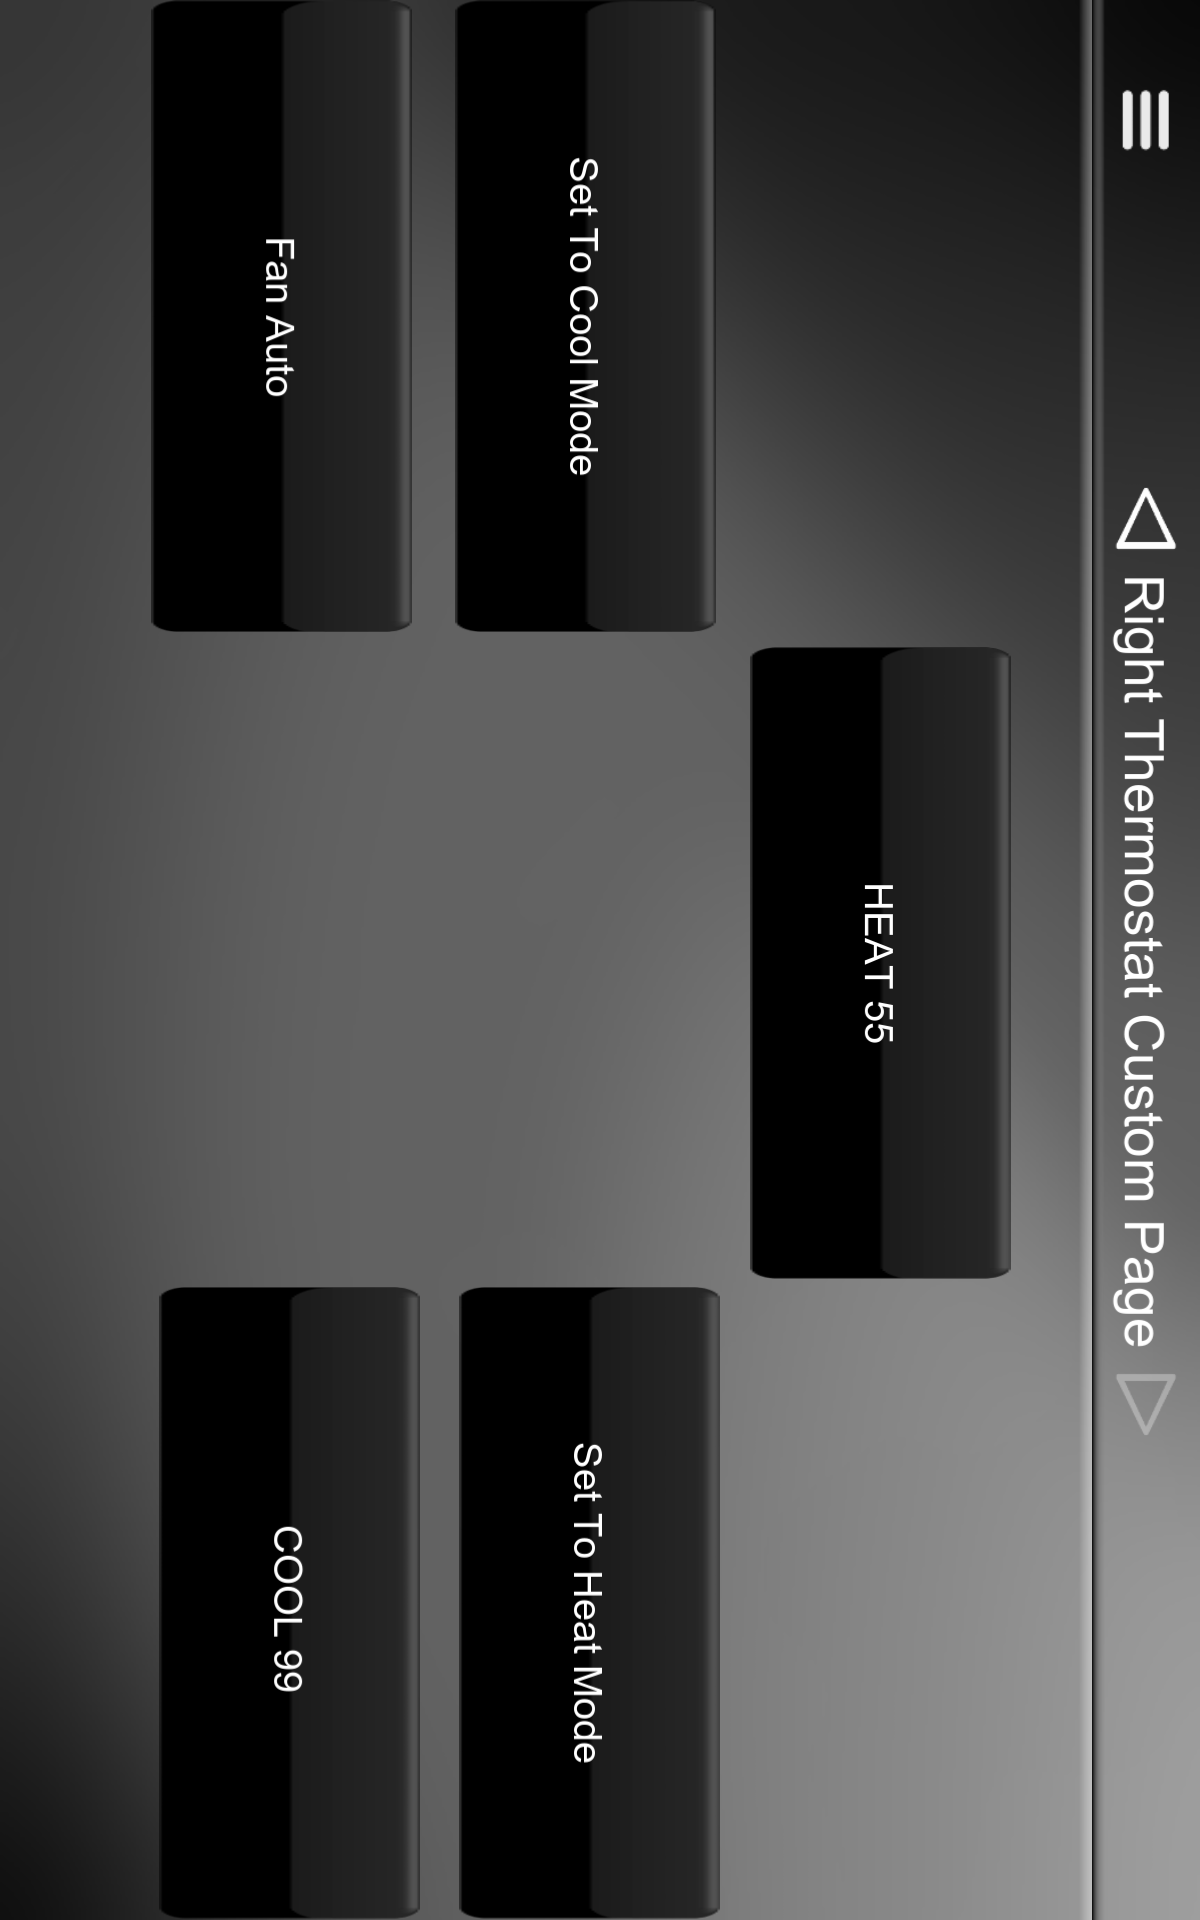 Right Thermostat Custom Page
HEAT 55
Set To Cool Mode
Set To Heat Mode
Fan Auto
COOL 99